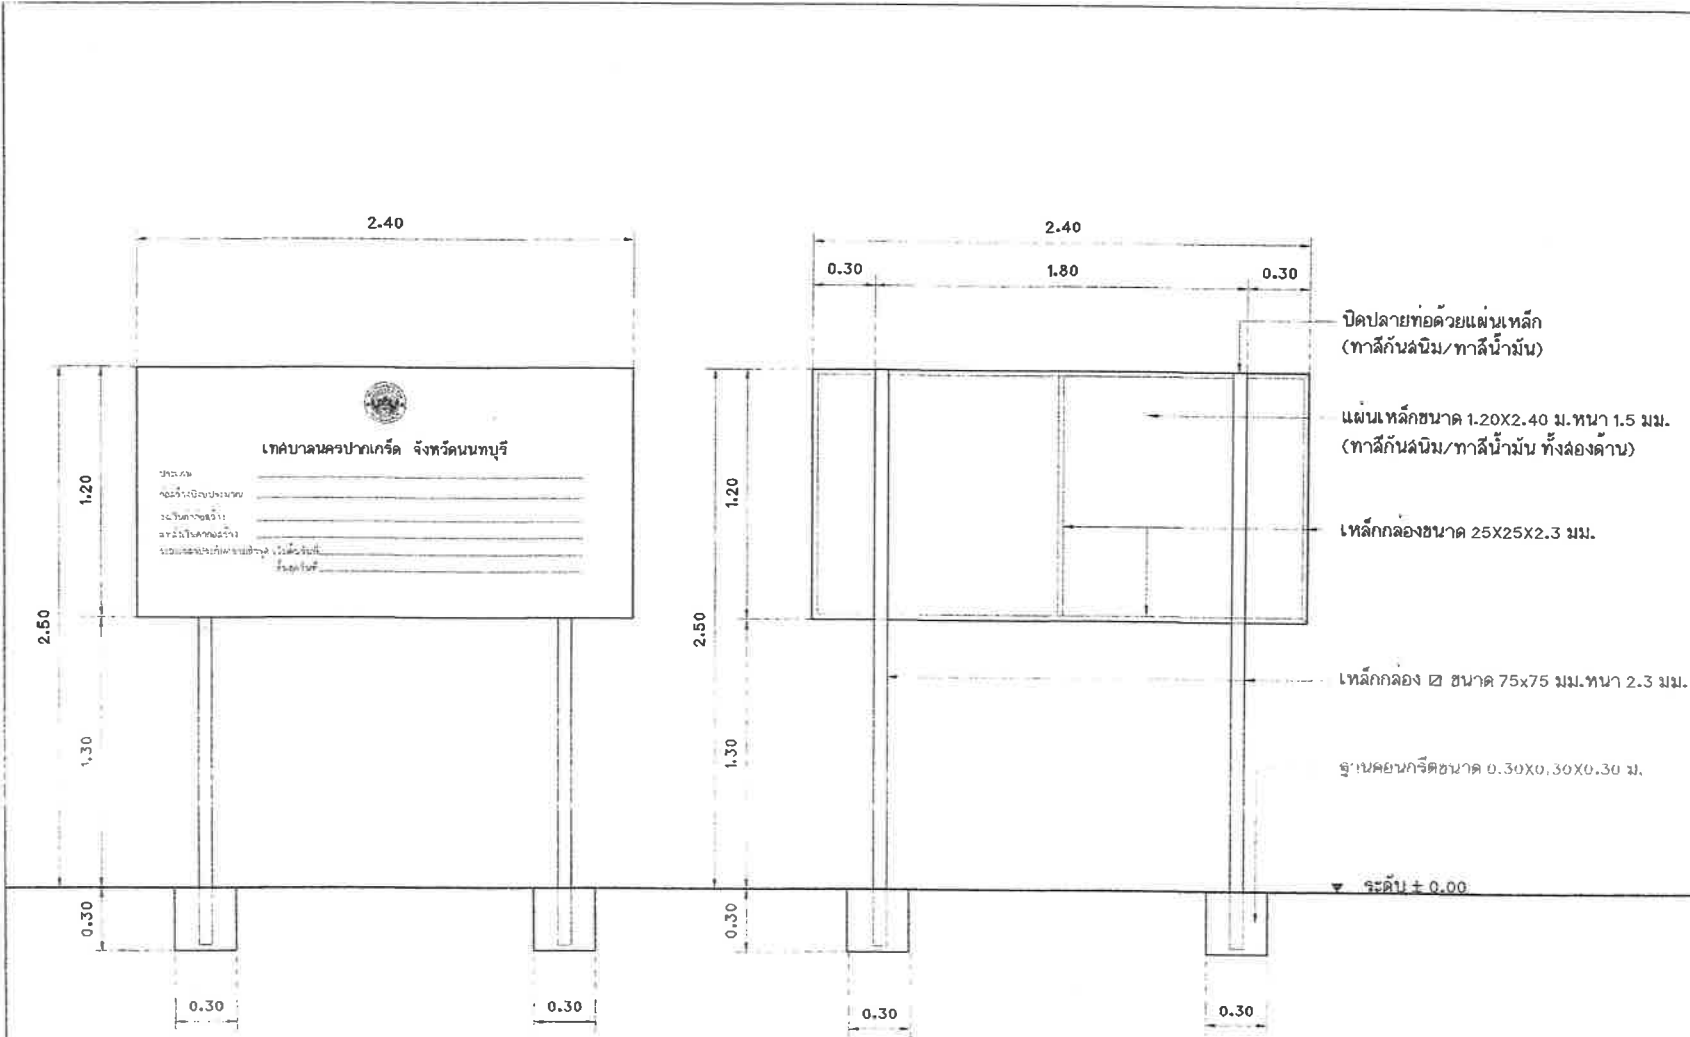 2.40
1.20
2.50
1.30
0.30
0.30
0.30
เทศบาลนครปากเกร็ด จังหวัดนนทบุรี
สิ้นสุดวันที่
2.40
0.30
1.80
0.30
1.20
2.50
1.30
0.30
0.30
0.30
ปิดปลายท่อด้วยแผ่นเหล็ก
(ทาสีกันสนิม/ทาสีน้ำมัน)
แผ่นเหล็กขนาด 1.20X2.40 ม.หนา 1.5 มม.
(ทาสีกันสนิม/ทาสีน้ำมัน ทั้งสองด้าน)
เหล็กกล่องขนาด 25X25X2.3 มม.
เหล็กกล่อง ⍁ ขนาด 75x75 มม.หนา 2.3 มม.
ฐานคอนกรีตขนาด 0.30X0.30X0.30 ม.
ระดับ ± 0.00